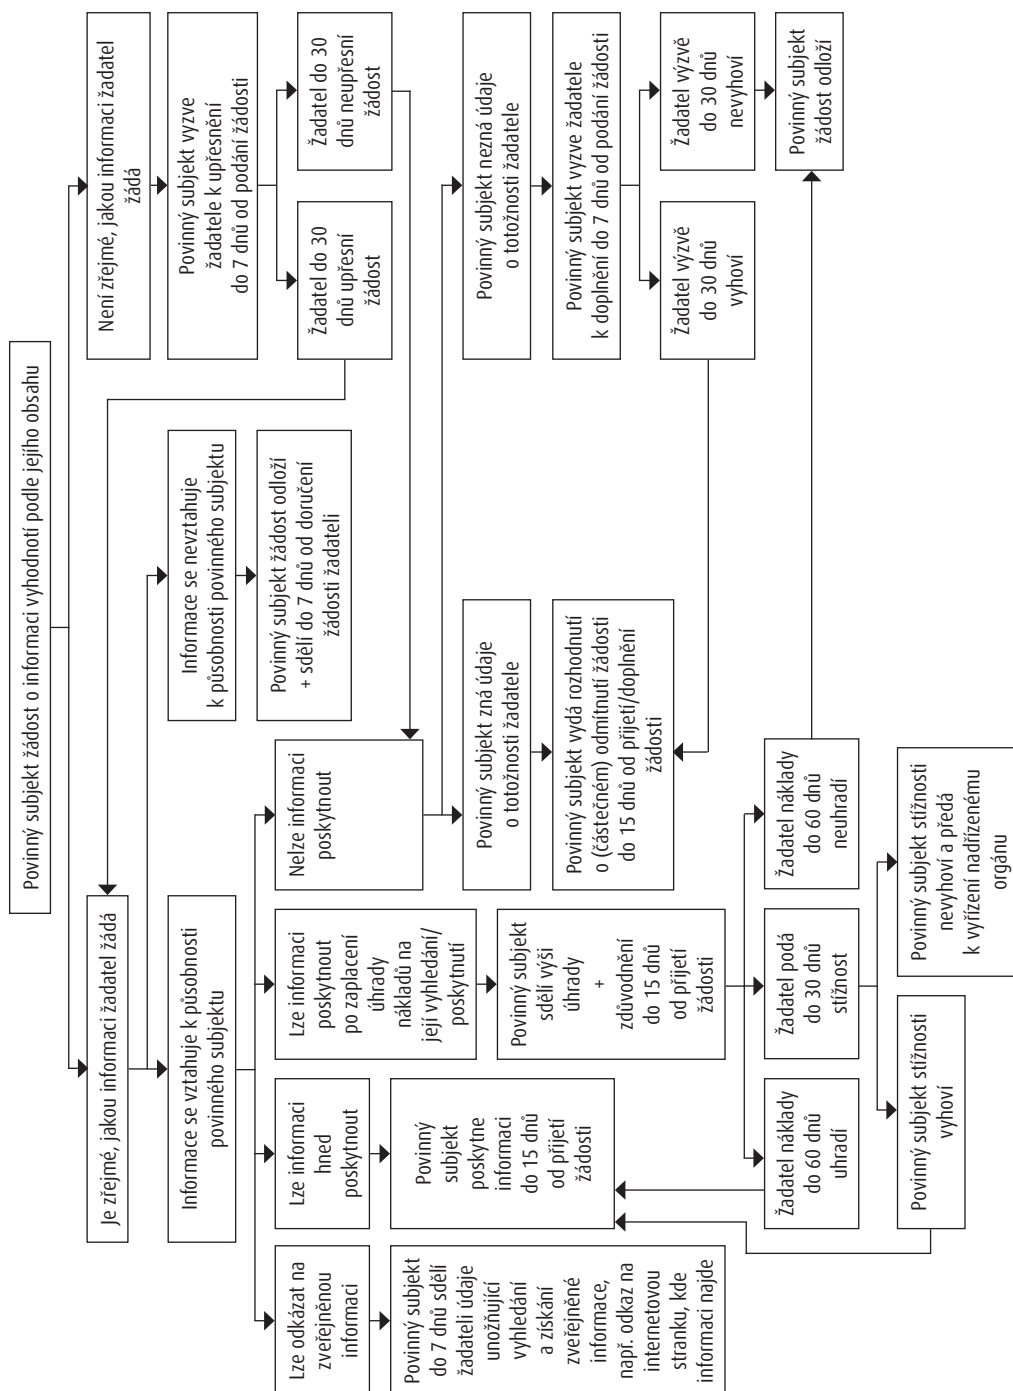 Povinný subjekt žádost o informaci vyhodnotí podle jejího obsahu
Je zřejmé, jakou informaci žadatel žádá
Není zřejmé, jakou informaci žadatel
žádá
Informace se vztahuje k působnosti
povinného subjektu
Informace se nevztahuje
k působnosti povinného subjektu
Povinný subjekt vyzve
žadatele k upřesnění
do 7 dnů od podání žádosti
Lze odkázat na
zveřejněnou
informaci
Lze informaci
hned
poskytnout
Lze informaci
poskytnout
po zaplacení
úhrady
nákladů na
její vyhledání/
poskytnutí
Nelze informaci
poskytnout
Povinný subjekt žádost odloží
+ sdělí do 7 dnů od doručení
žádosti žadateli
Žadatel do 30
dnů upřesní
žádost
Žadatel do 30
dnů neupřesní
žádost
Povinný subjekt
do 7 dnů sdělí
žadateli údaje
unožňující
vyhledání
a získání
zveřejněné
informace,
např. odkaz na
internetovou
stranku, kde
informaci najde
Povinný
subjekt
poskytne
informaci
do 15 dnů
od přijetí
žádosti
Povinný subjekt
sdělí výši
úhrady
+
zdůvodnění
do 15 dnů
od přijetí
žádosti
Povinný subjekt zná údaje
o totožnosti žadatele
Povinný subjekt nezná údaje
o totožnosti žadatele
Povinný subjekt vydá rozhodnutí
o (částečném) odmítnutí žádosti
do 15 dnů od přijetí/doplnění
žádosti
Povinný subjekt vyzve žadatele
k doplnění do 7 dnů od podání žádosti
Žadatel výzvě
do 30 dnů
vyhoví
Žadatel výzvě
do 30 dnů
nevyhoví
Žadatel náklady
do 60 dnů
uhradí
Žadatel podá
do 30 dnů
stížnost
Žadatel náklady
do 60 dnů
neuhradí
Povinný subjekt
žádost odloží
Povinný subjekt stížnosti
vyhoví
Povinný subjekt stížnosti
nevyhoví a předá
k vyřízení nadřízenému
orgánu